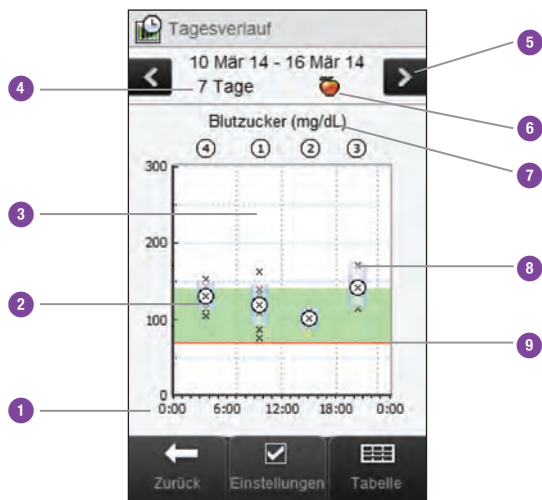 Tagesverlauf
10 Mär 14 - 16 Mär 14
7 Tage
Blutzucker (mg/dL)
4 1 2 3
300
200
100
0
0:00 6:00 12:00 18:00 0:00
Zurück Einstellungen Tabelle
4
3
2
1
5
6
7
8
9